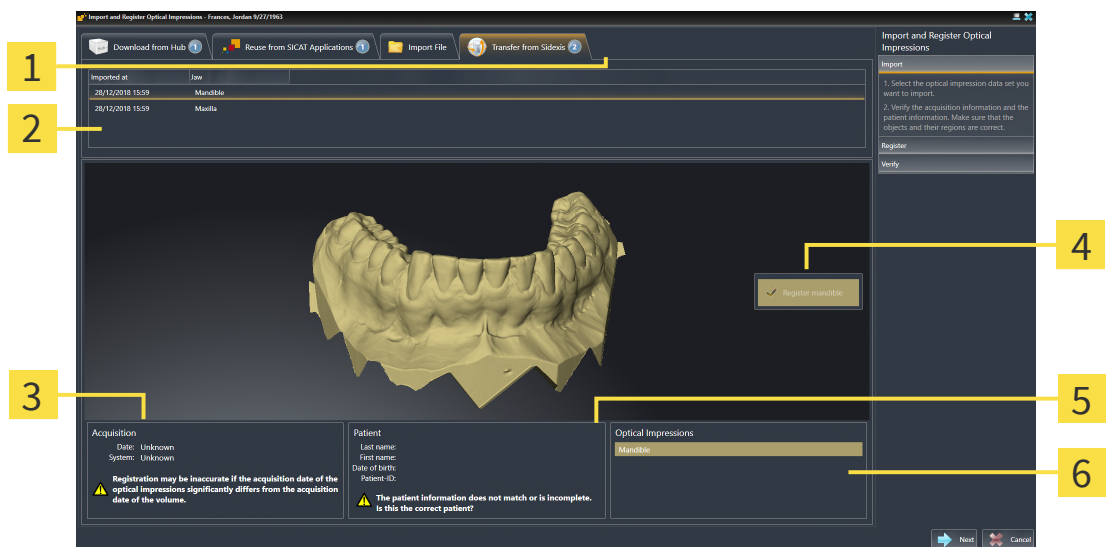 Import and Register Optical Impressions - Frances, Jordan 9/27/1963
Download from Hub 1
Reuse from SICAT Applications 1
Import File
Transfer from Sidexis 2
Import and Register Optical
Impressions
Import
1. Select the optical impression data set you
want to import.
2. Verify the acquisition information and the
patient information. Make sure that the
objects and their regions are correct.
Register
Verify
1
Imported at Jaw
28/12/2018 15:59 Mandible
28/12/2018 15:59 Maxilla
2
4
Register mandible
3
5
Acquisition
Date: Unknown
System: Unknown
Registration may be inaccurate if the acquisition date of the
optical impressions significantly differs from the acquisition
date of the volume.
Patient
Last name:
First name:
Date of birth:
Patient-ID:
The patient information does not match or is incomplete.
Is this the correct patient?
Optical Impressions
Mandible
6
Next
Cancel